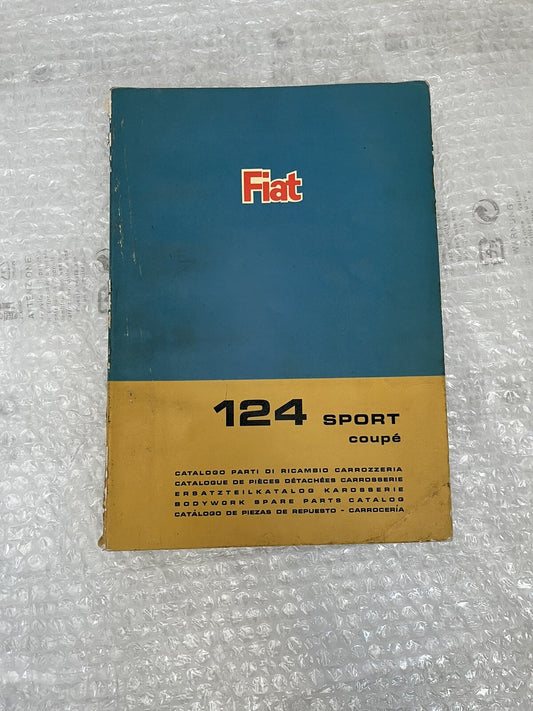 Fiat
124 SPORT
coupé
CATALOGO PARTI DI RICAMBIO CARROZZERIA
CATALOGUE DE PIÈCES DÉTACHÉES CARROSSERIE
ERSATZTEILKATALOG KAROSSERIE
BODYWORK SPARE PARTS CATALOG
CATÁLOGO DE PIEZAS DE REPUESTO - CARROCERÍA